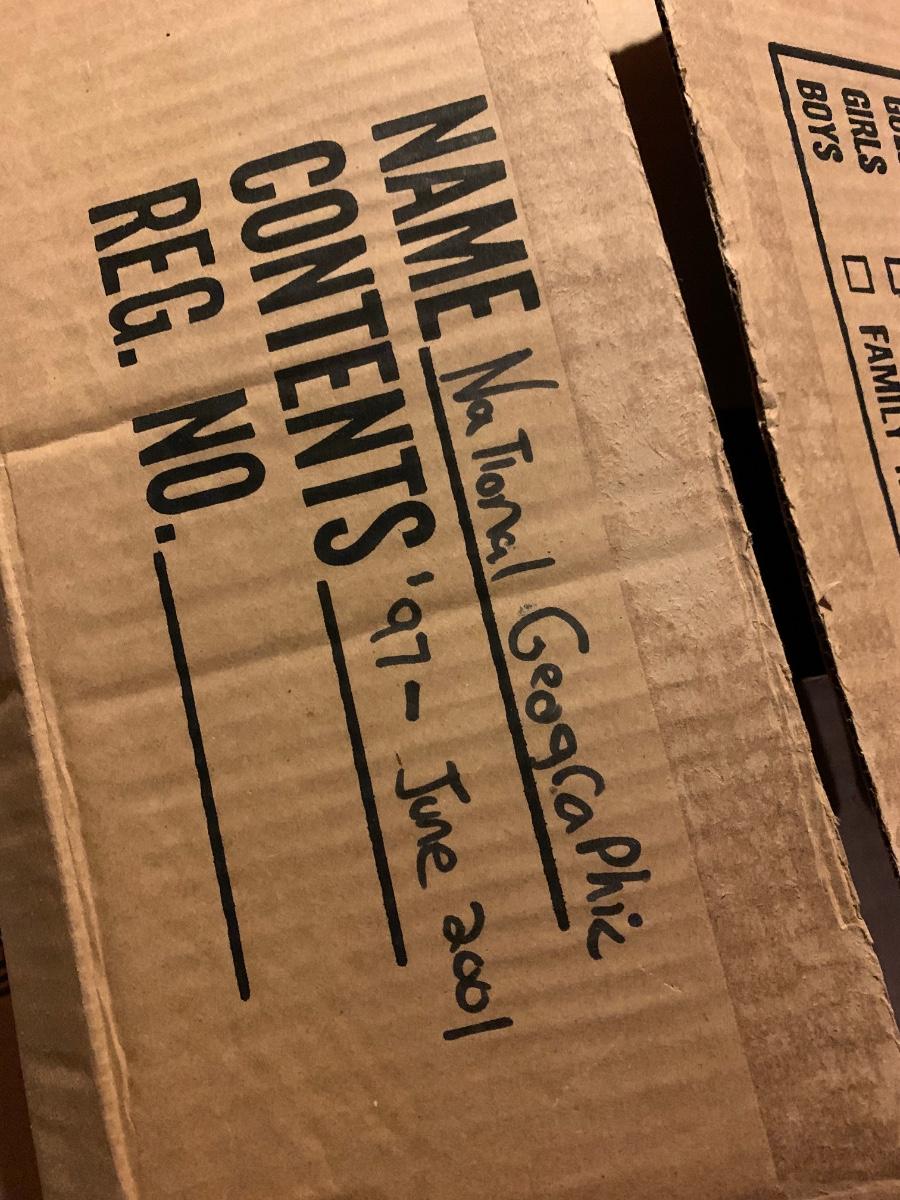 BOYS
GIRLS
FAMILY
NAME National Geographic
CONTENTS '97 - June 2001
REG. NO.